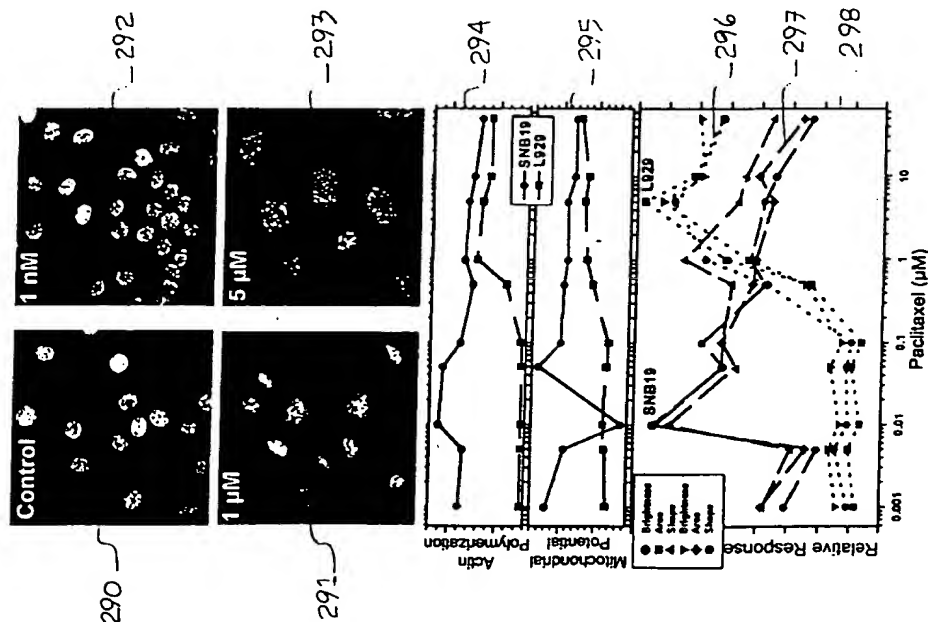 Control
1 nM
1 µM
5 µM
290
291
292
293
Actin
Polymerization
294
Mitochondrial
Potential
295
SNB19
L929
Relative Response
SNB19
L929
296
297
298
Brightness
Area
Shape
Brightness
Area
Shape
0.001
0.01
0.1
1
10
Paclitaxel (µM)